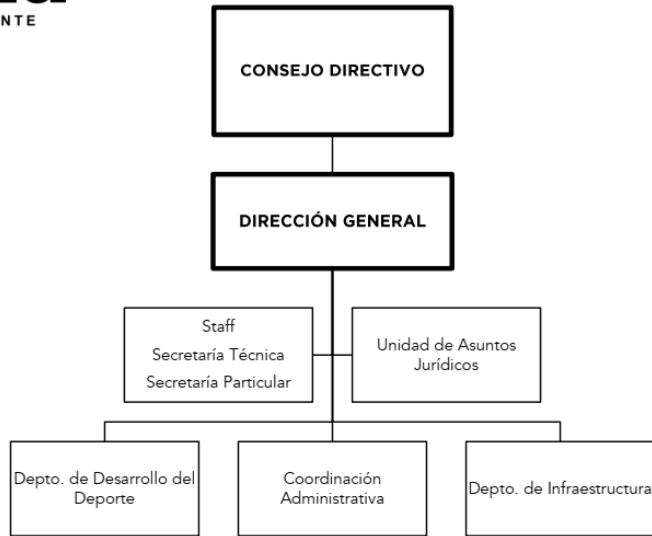 NTE
CONSEJO DIRECTIVO
DIRECCIÓN GENERAL
Staff
Secretaría Técnica
Secretaría Particular
Unidad de Asuntos
Jurídicos
Depto. de Desarrollo del
Deporte
Coordinación
Administrativa
Depto. de Infraestructura